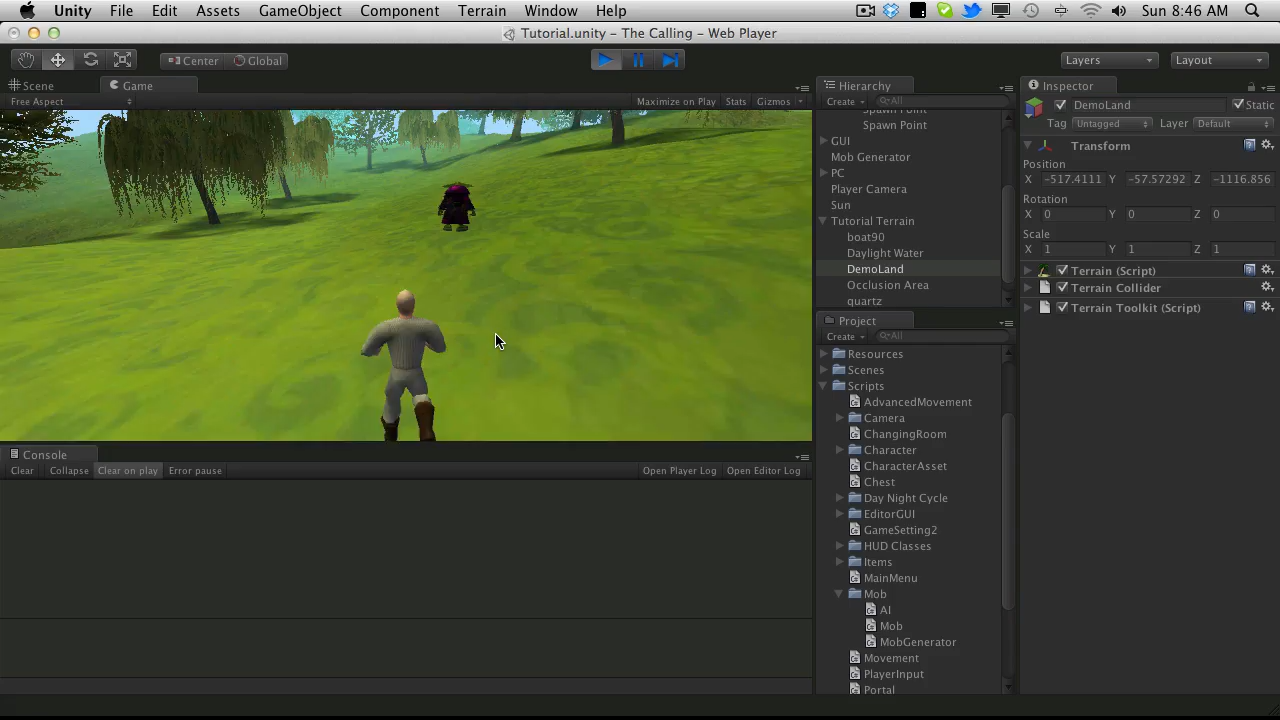 Unity File Edit Assets GameObject Component Terrain Window Help Sun 8:46 AM
Tutorial.unity – The Calling – Web Player
Center Global Layers Layout
Scene Game
Free Aspect Maximize on Play Stats Gizmos
Hierarchy
Create All
Spawn Point
Spawn Point
GUI
Mob Generator
PC
Player Camera
Sun
Tutorial Terrain
boat90
Daylight Water
DemoLand
Occlusion Area
quartz
Project
Create All
Resources
Scenes
Scripts
AdvancedMovement
Camera
ChangingRoom
Character
CharacterAsset
Chest
Day Night Cycle
EditorGUI
GameSetting2
HUD Classes
Items
MainMenu
Mob
AI
Mob
MobGenerator
Movement
PlayerInput
Portal
Inspector
DemoLand Static
Tag Untagged Layer Default
Transform
Position
X -517.4111 Y -57.57292 Z -1116.856
Rotation
X 0 Y 0 Z 0
Scale
X 1 Y 1 Z 1
Terrain (Script)
Terrain Collider
Terrain Toolkit (Script)
Console
Clear Collapse Clear on play Error pause Open Player Log Open Editor Log